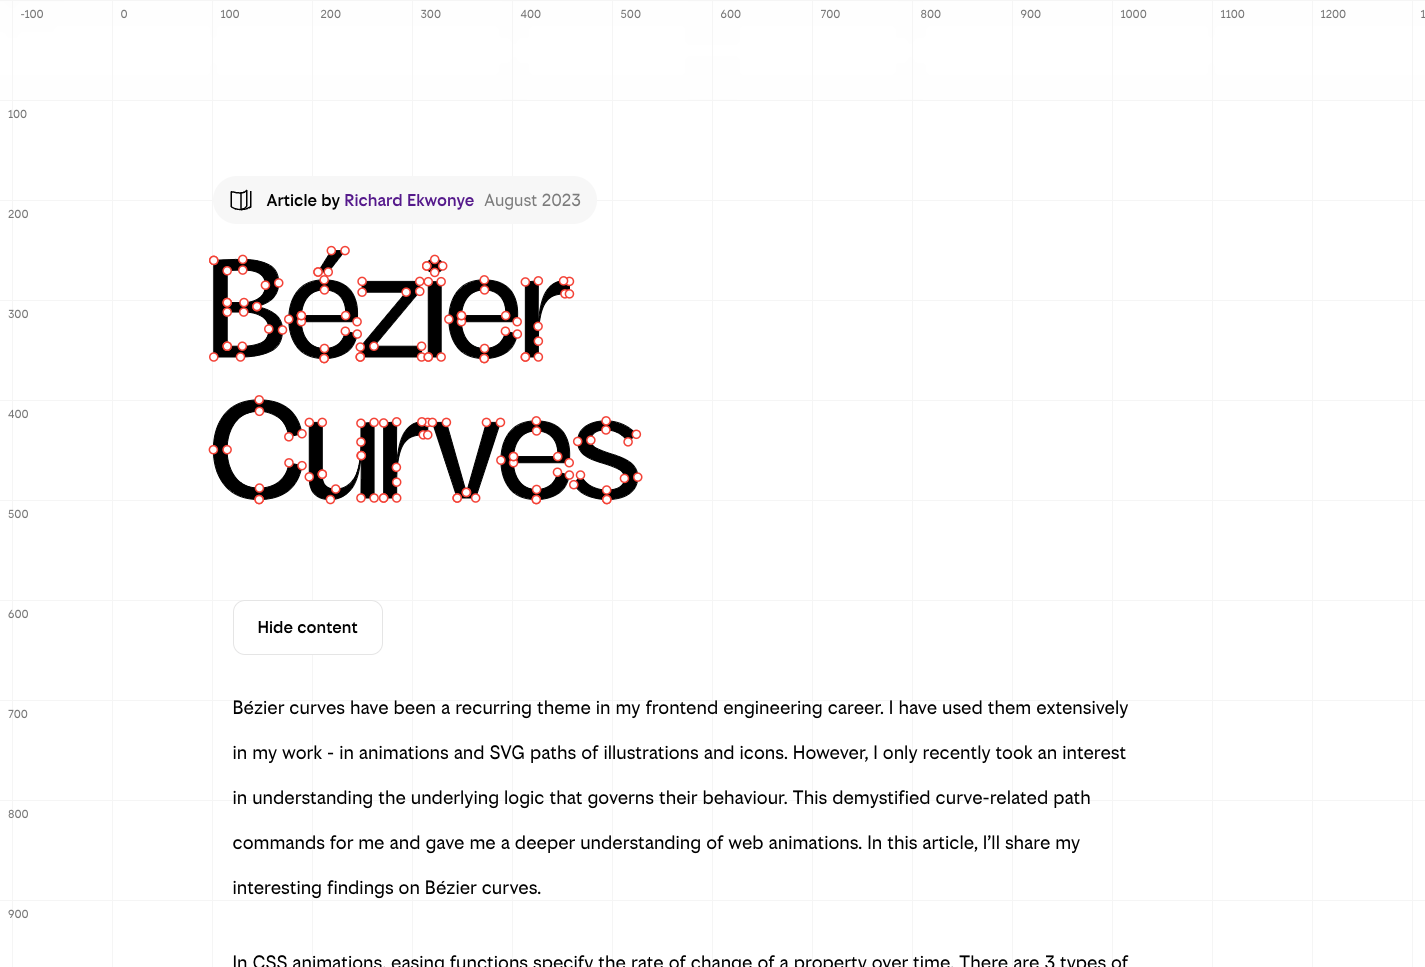 -100 0 100 200 300 400 500 600 700 800 900 1000 1100 1200
100
Article by Richard Ekwonye August 2023
200
Bézier
300
Curves
400
500
600
Hide content
Bézier curves have been a recurring theme in my frontend engineering career. I have used them extensively
700
in my work - in animations and SVG paths of illustrations and icons. However, I only recently took an interest
in understanding the underlying logic that governs their behaviour. This demystified curve-related path
800
commands for me and gave me a deeper understanding of web animations. In this article, I’ll share my
interesting findings on Bézier curves.
900
In CSS animations, easing functions specify the rate of change of a property over time. There are 3 types of